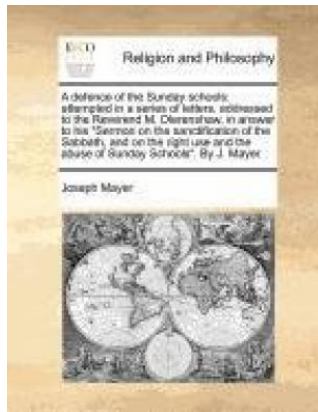 ECCO
Religion and Philosophy
A defence of the Sunday schools:
attempted in a series of letters, addressed
to the Reverend M. Olerenshaw, in answer
to his "Sermon on the sanctification of the
Sabbath, and on the right use and the
abuse of Sunday Schools". By J. Mayer.
Joseph Mayer